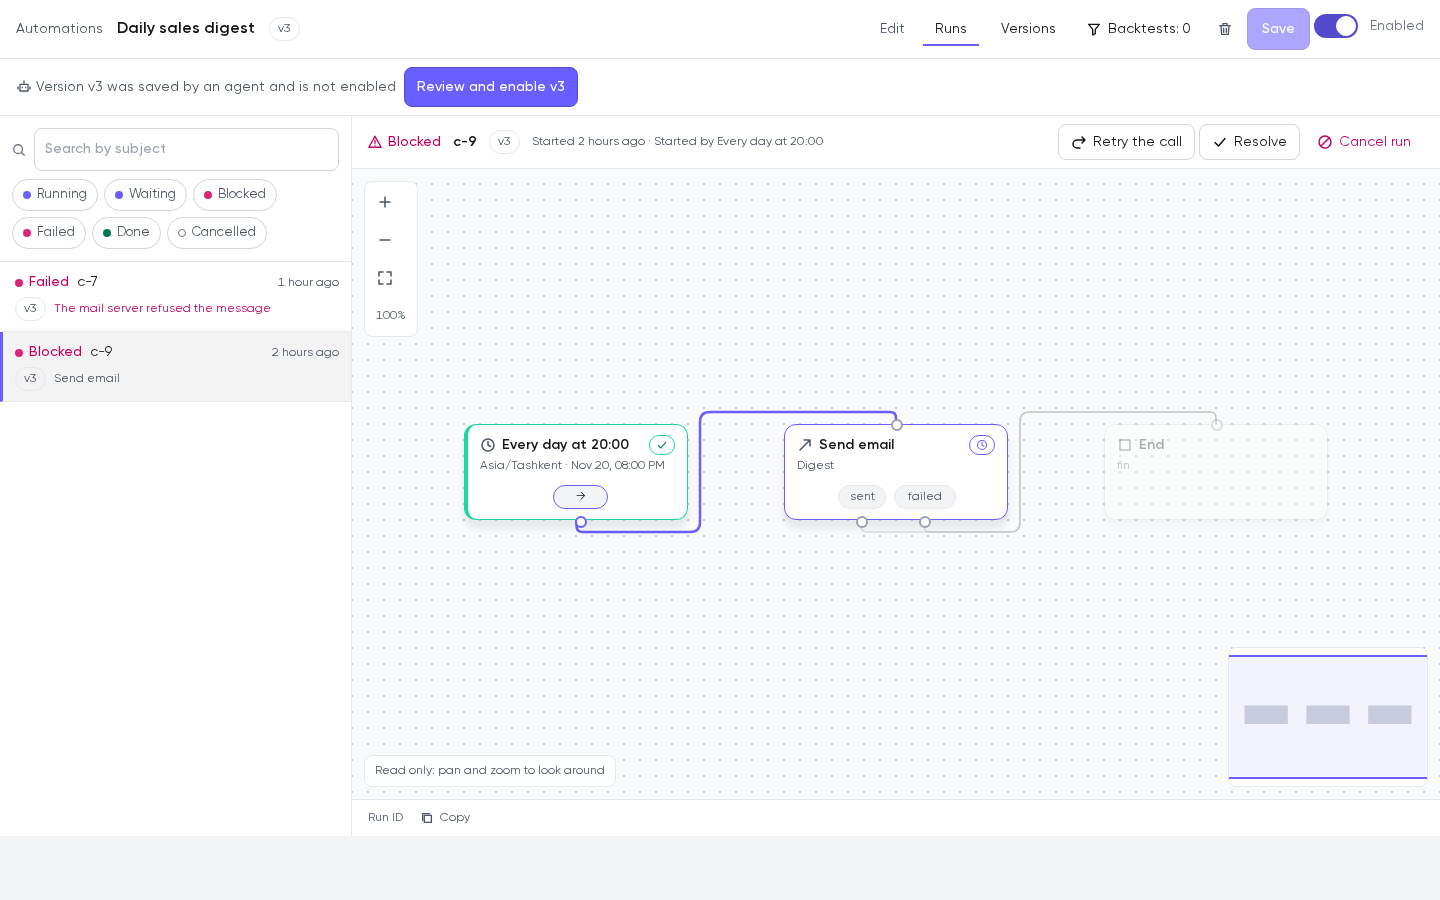 Automations Daily sales digest v3 Edit Runs Versions Backtests: 0 Save Enabled
Version v3 was saved by an agent and is not enabled Review and enable v3
Search by subject
Running Waiting Blocked
Failed Done Cancelled
Failed c-7 1 hour ago
v3 The mail server refused the message
Blocked c-9 2 hours ago
v3 Send email
Blocked c-9 v3 Started 2 hours ago · Started by Every day at 20:00 Retry the call Resolve Cancel run
100%
Every day at 20:00
Asia/Tashkent · Nov 20, 08:00 PM
→
Send email
Digest
sent failed
End
fin
Read only: pan and zoom to look around
Run ID Copy